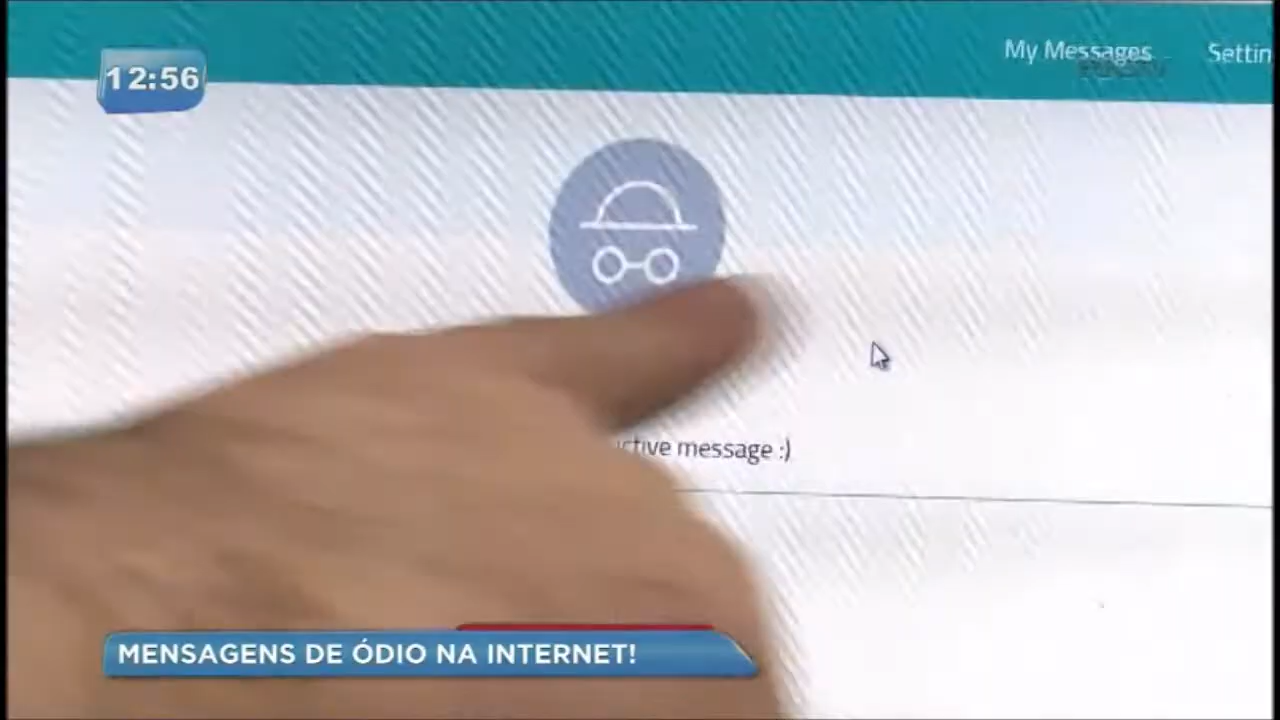 My Messages
Settin
12:56
ctive message :)
MENSAGENS DE ÓDIO NA INTERNET!